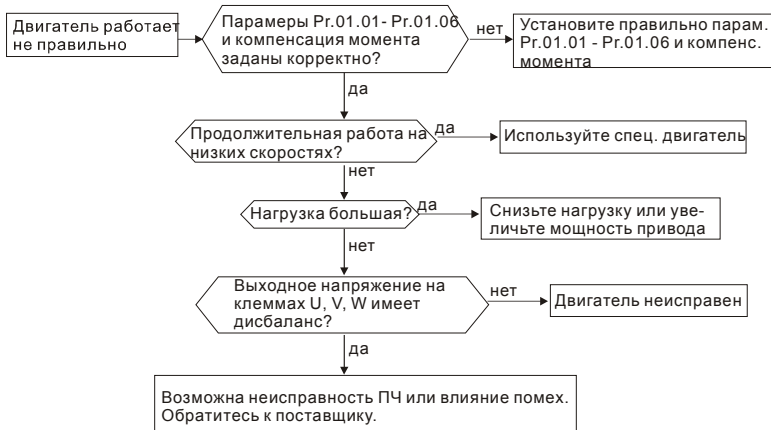 Двигатель работает
не правильно
Парамеры Pr.01.01- Pr.01.06
и компенсация момента
заданы корректно?
нет
Установите правильно парам.
Pr.01.01 - Pr.01.06 и компенс.
момента
да
Продолжительная работа на
низких скоростях?
да
Используйте спец. двигатель
нет
Нагрузка большая?
да
Снизьте нагрузку или уве-
личьте мощность привода
нет
Выходное напряжение на
клеммах U, V, W имеет
дисбаланс?
нет
Двигатель неисправен
да
Возможна неисправность ПЧ или влияние помех.
Обратитесь к поставщику.